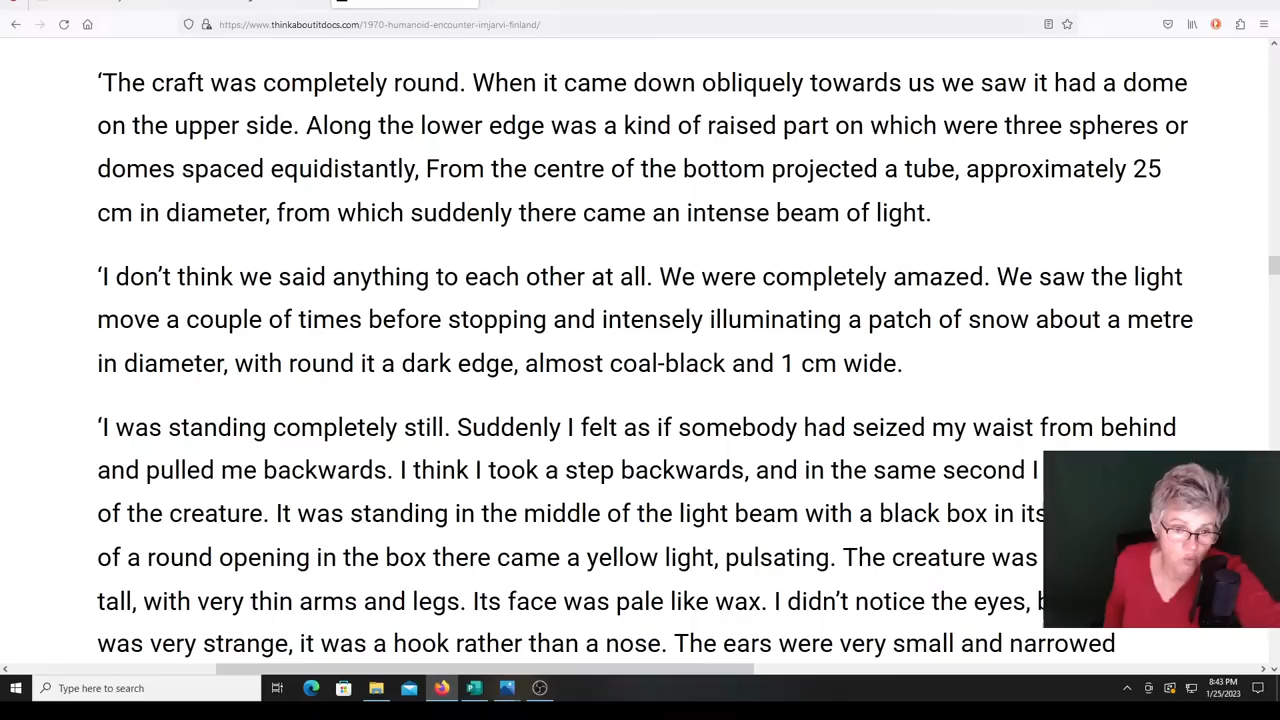 https://www.thinkaboutitdocs.com/1970-humanoid-encounter-imjarvi-finland/
‘The craft was completely round. When it came down obliquely towards us we saw it had a dome
on the upper side. Along the lower edge was a kind of raised part on which were three spheres or
domes spaced equidistantly, From the centre of the bottom projected a tube, approximately 25
cm in diameter, from which suddenly there came an intense beam of light.
‘I don’t think we said anything to each other at all. We were completely amazed. We saw the light
move a couple of times before stopping and intensely illuminating a patch of snow about a metre
in diameter, with round it a dark edge, almost coal-black and 1 cm wide.
‘I was standing completely still. Suddenly I felt as if somebody had seized my waist from behind
and pulled me backwards. I think I took a step backwards, and in the same second I
of the creature. It was standing in the middle of the light beam with a black box in its
of a round opening in the box there came a yellow light, pulsating. The creature was
tall, with very thin arms and legs. Its face was pale like wax. I didn’t notice the eyes,
was very strange, it was a hook rather than a nose. The ears were very small and narrowed
Type here to search
8:43 PM
1/25/2023